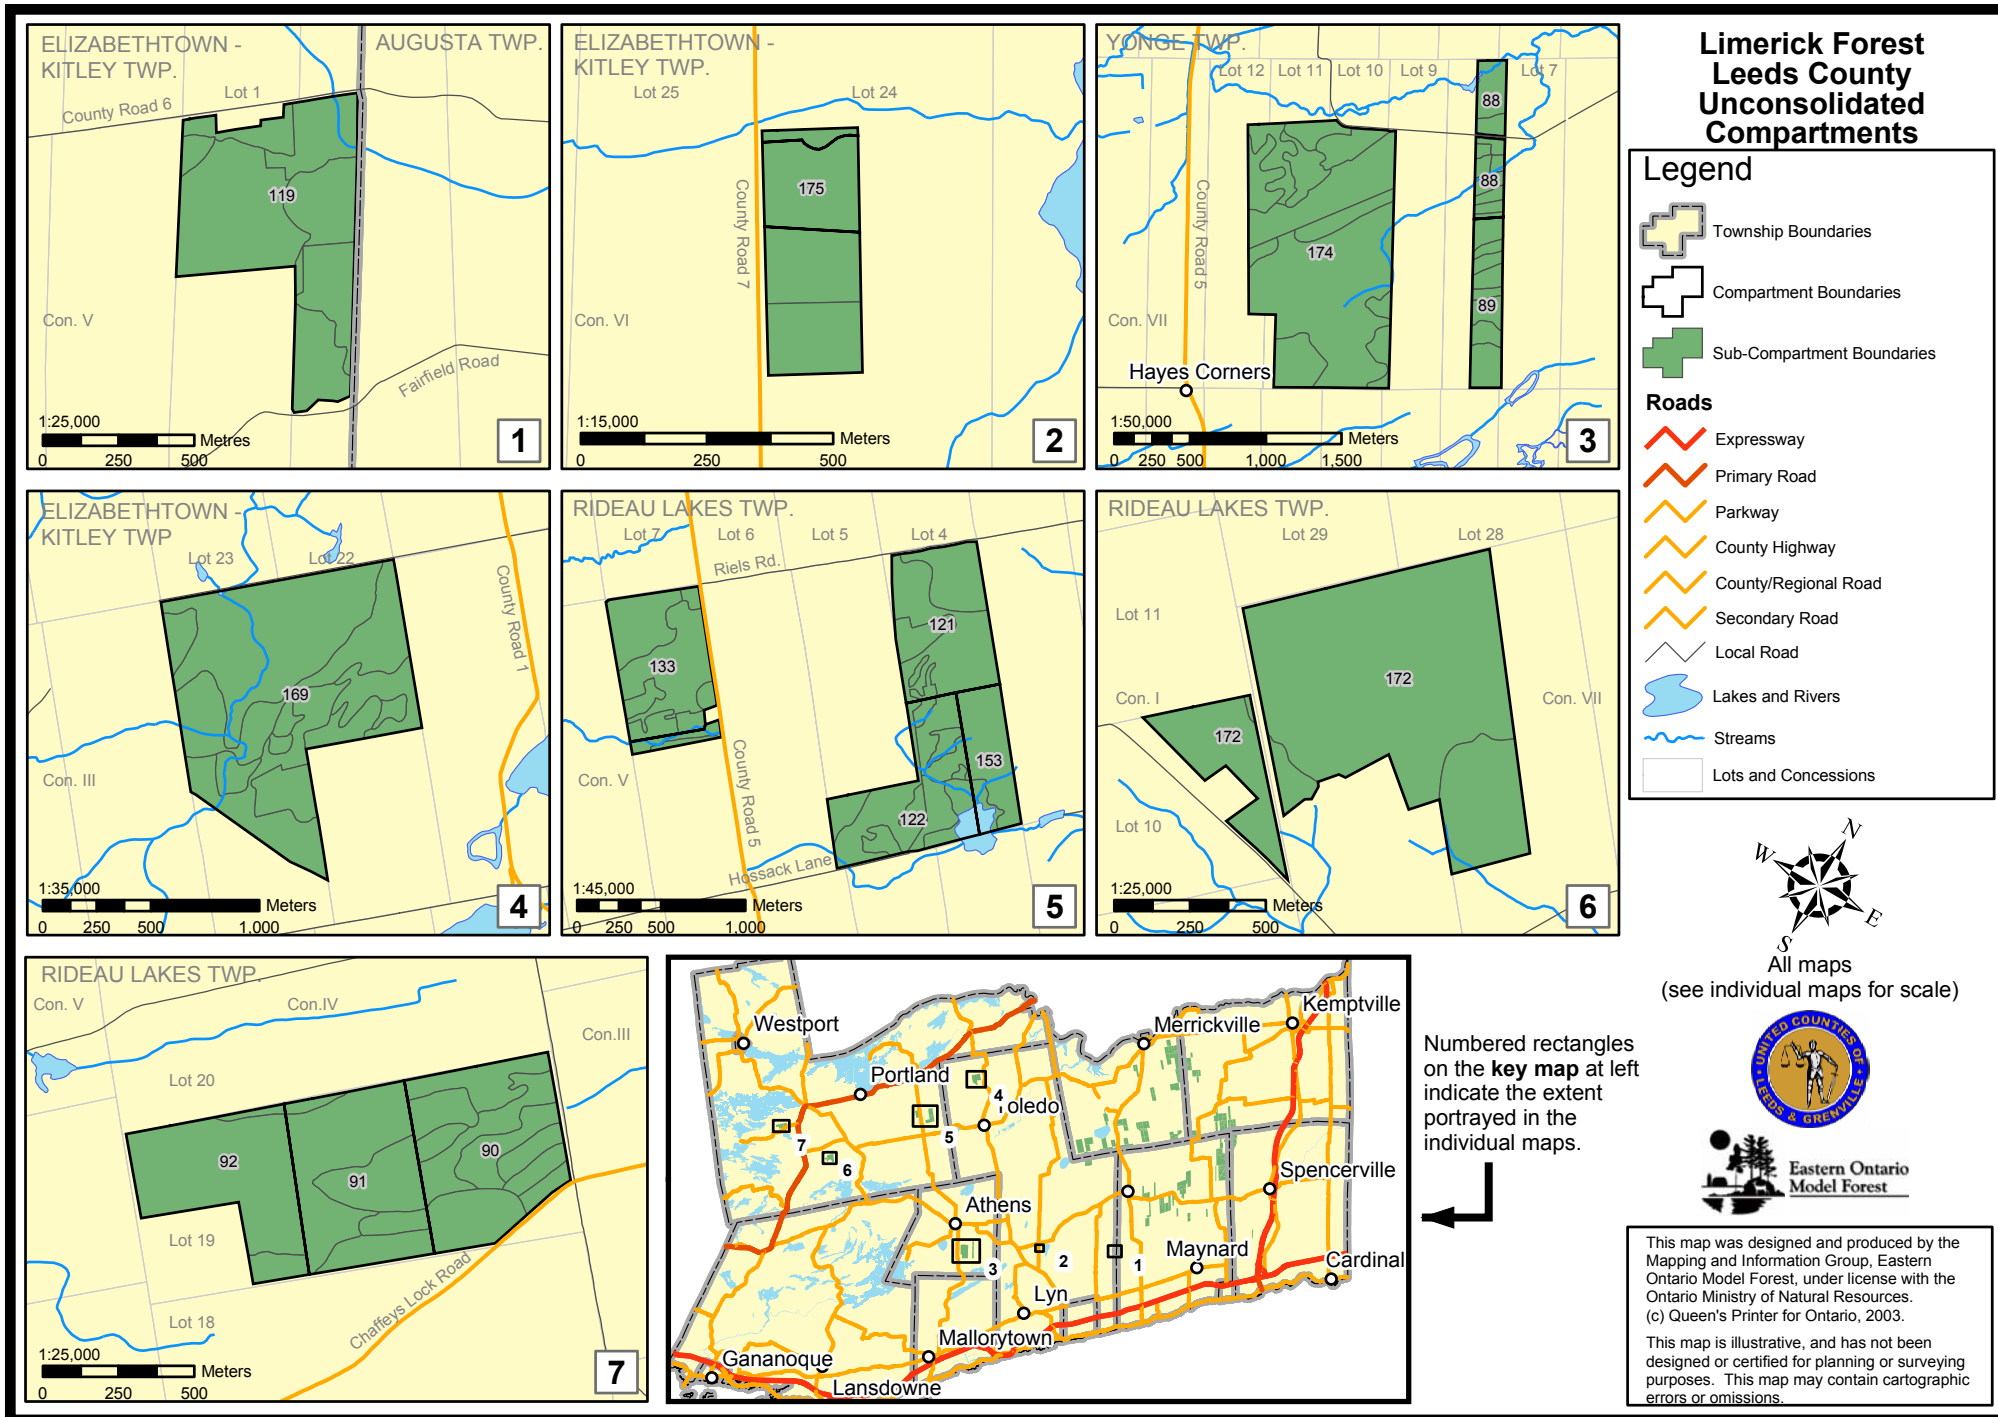 Limerick Forest
Leeds County
Unconsolidated
Compartments
ELIZABETHTOWN -
KITLEY TWP.
AUGUSTA TWP.
County Road 6
Lot 1
119
Con. V
Fairfield Road
1:25,000
Metres
0 250 500
1
ELIZABETHTOWN -
KITLEY TWP.
Lot 25
Lot 24
175
County Road 7
Con. VI
1:15,000
Meters
0 250 500
2
YONGE TWP.
Lot 12 Lot 11 Lot 10 Lot 9 Lot 7
88
88
County Road 5
174
89
Con. VII
Hayes Corners
1:50,000
Meters
0 250 500 1,000 1,500
3
ELIZABETHTOWN -
KITLEY TWP
Lot 23
Lot 22
County Road 1
169
Con. III
1:35,000
Meters
0 250 500 1,000
4
RIDEAU LAKES TWP.
Lot 7 Lot 6 Lot 5 Lot 4
Riels Rd.
121
133
County Road 5
153
Con. V
122
Hossack Lane
1:45,000
Meters
0 250 500 1,000
5
RIDEAU LAKES TWP.
Lot 29
Lot 28
Lot 11
172
Con. I
Con. VII
172
Lot 10
1:25,000
Meters
0 250 500
6
RIDEAU LAKES TWP.
Con. V
Con.IV
Con.III
Lot 20
92
91
90
Lot 19
Lot 18
Chaffeys Lock Road
1:25,000
Meters
0 250 500
7
Westport
Kemptville
Merrickville
Portland
4
Toledo
5
7
6
Spencerville
Athens
3
2
1
Maynard
Cardinal
Lyn
Mallorytown
Gananoque
Lansdowne
Numbered rectangles
on the key map at left
indicate the extent
portrayed in the
individual maps.
Legend
Township Boundaries
Compartment Boundaries
Sub-Compartment Boundaries
Roads
Expressway
Primary Road
Parkway
County Highway
County/Regional Road
Secondary Road
Local Road
Lakes and Rivers
Streams
Lots and Concessions
N
W
E
S
All maps
(see individual maps for scale)
UNITED COUNTIES OF
LEEDS & GRENVILLE
Eastern Ontario
Model Forest
This map was designed and produced by the
Mapping and Information Group, Eastern
Ontario Model Forest, under license with the
Ontario Ministry of Natural Resources.
(c) Queen's Printer for Ontario, 2003.
This map is illustrative, and has not been
designed or certified for planning or surveying
purposes. This map may contain cartographic
errors or omissions.